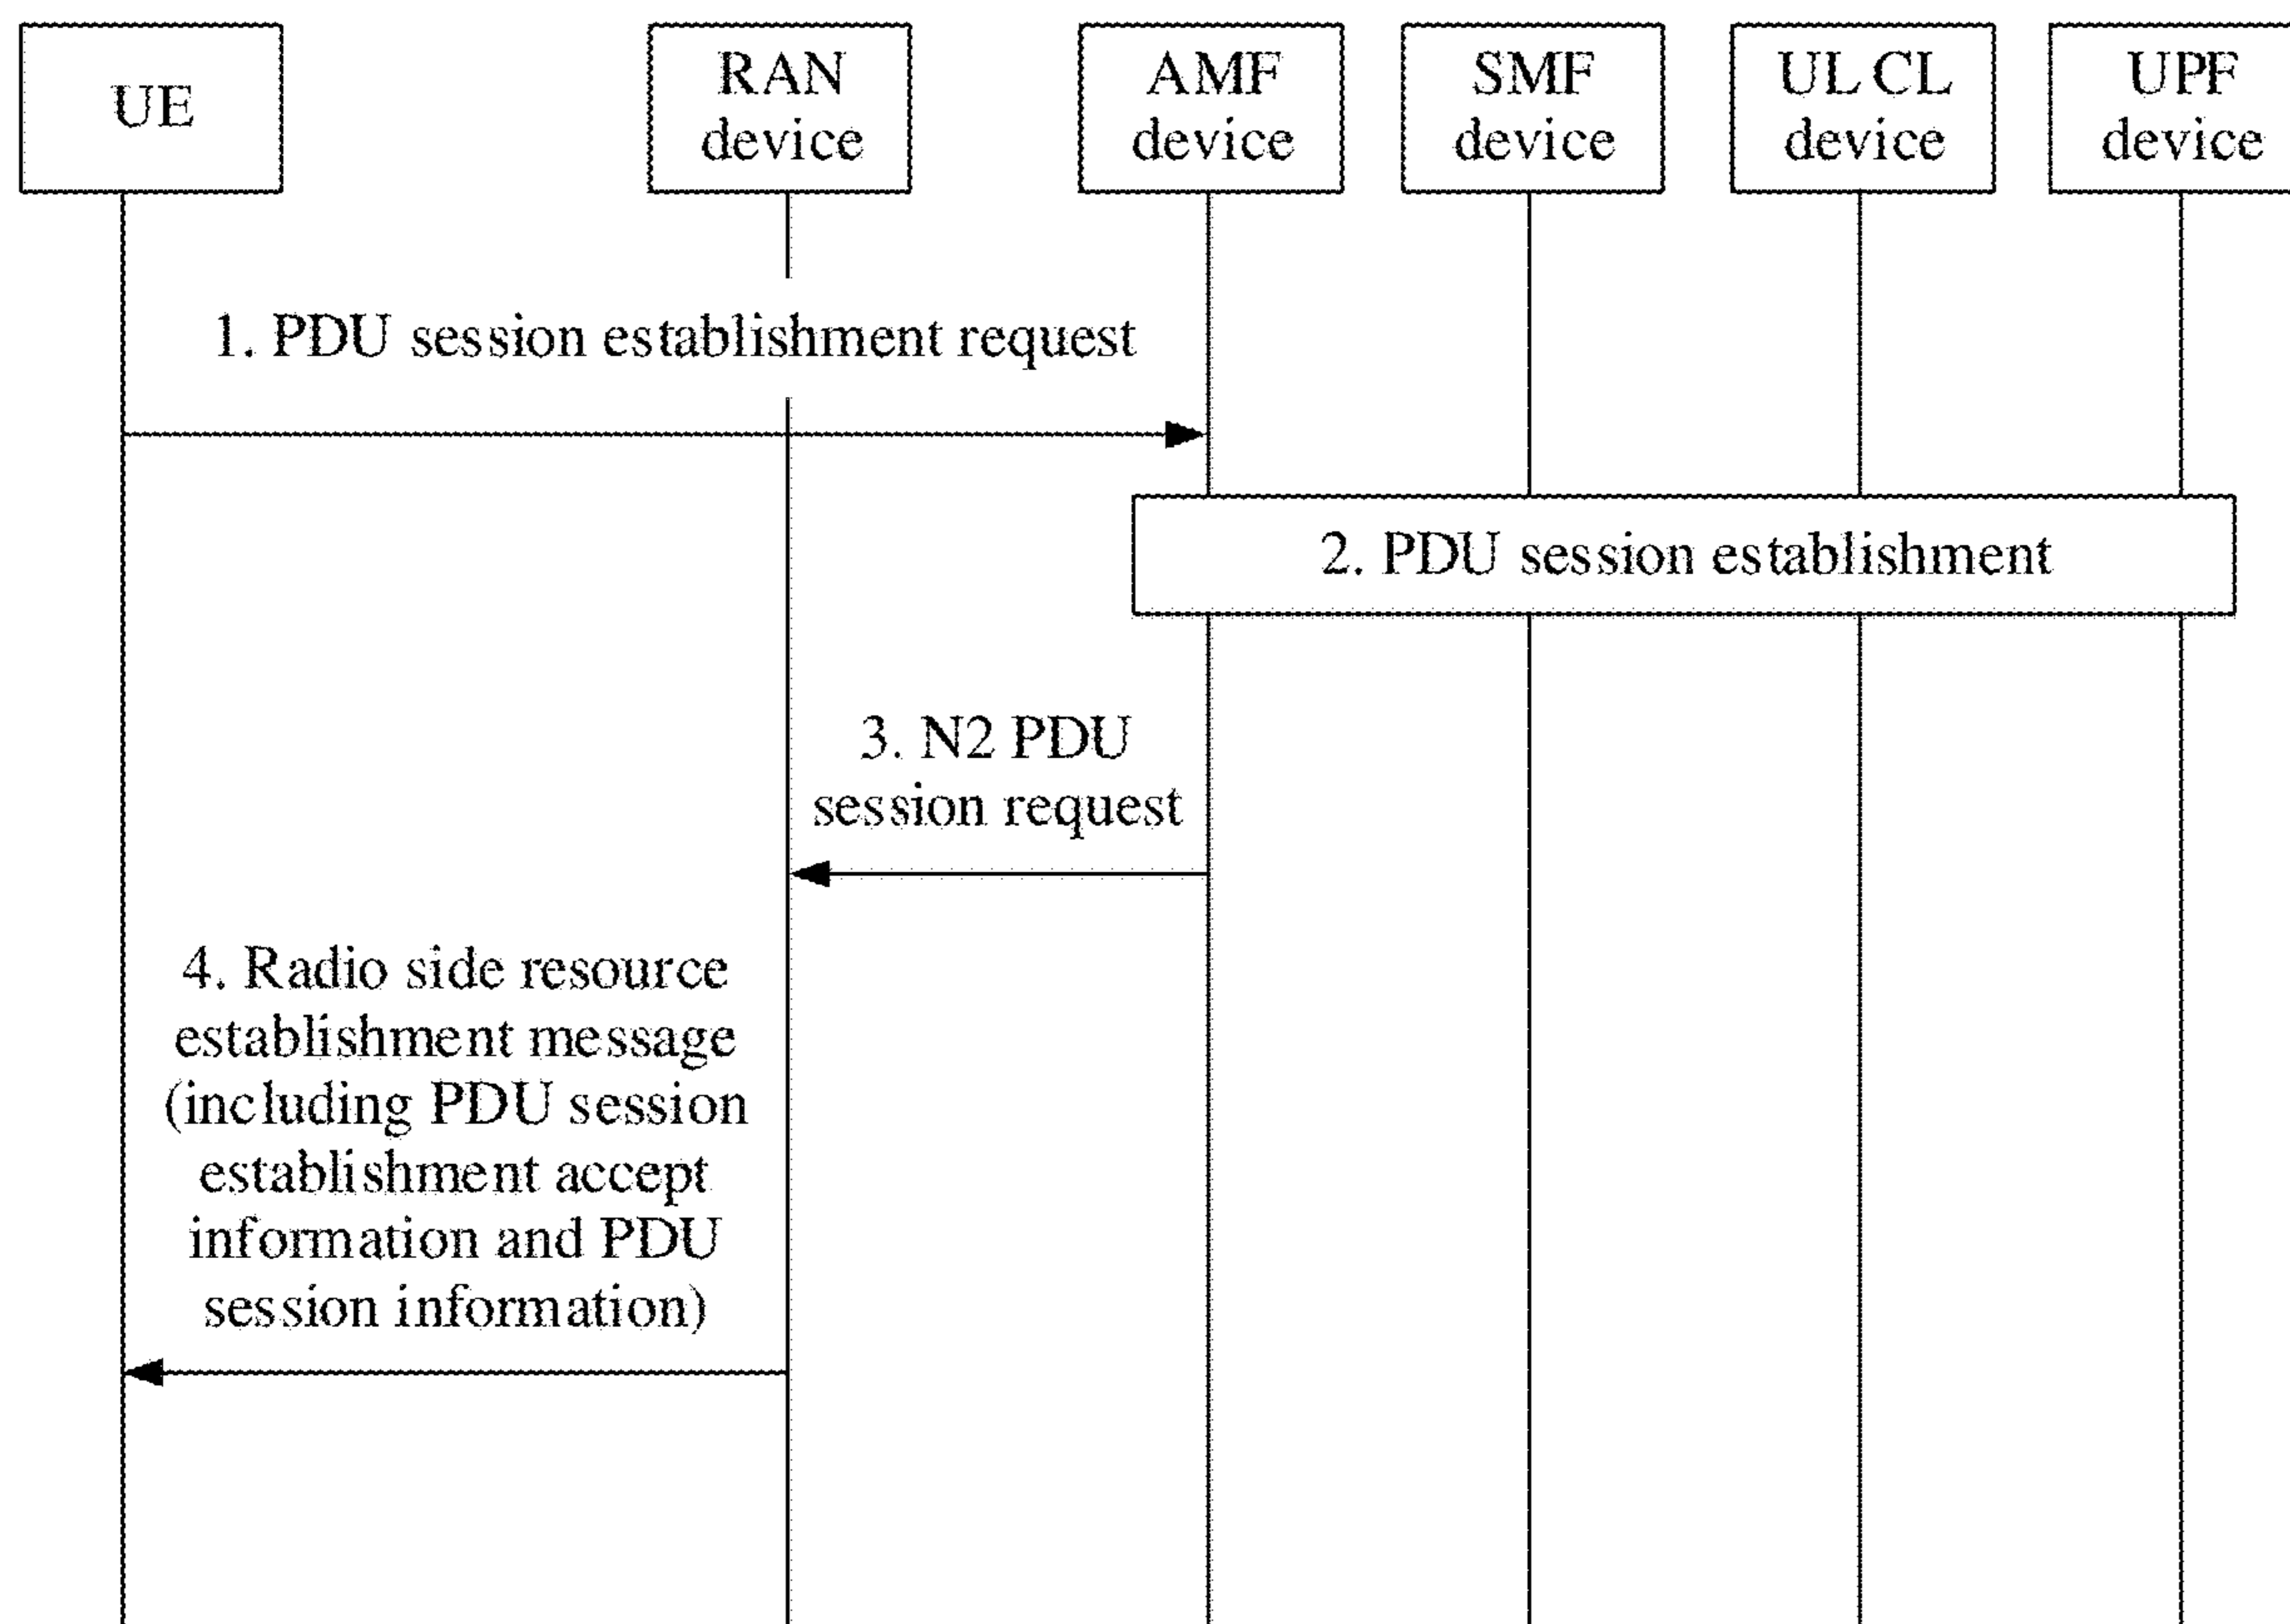 UE
RAN
device
AMF
device
SMF
device
UL CL
device
UPF
device
1. PDU session establishment request
2. PDU session establishment
3. N2 PDU
session request
4. Radio side resource
establishment message
(including PDU session
establishment accept
information and PDU
session information)